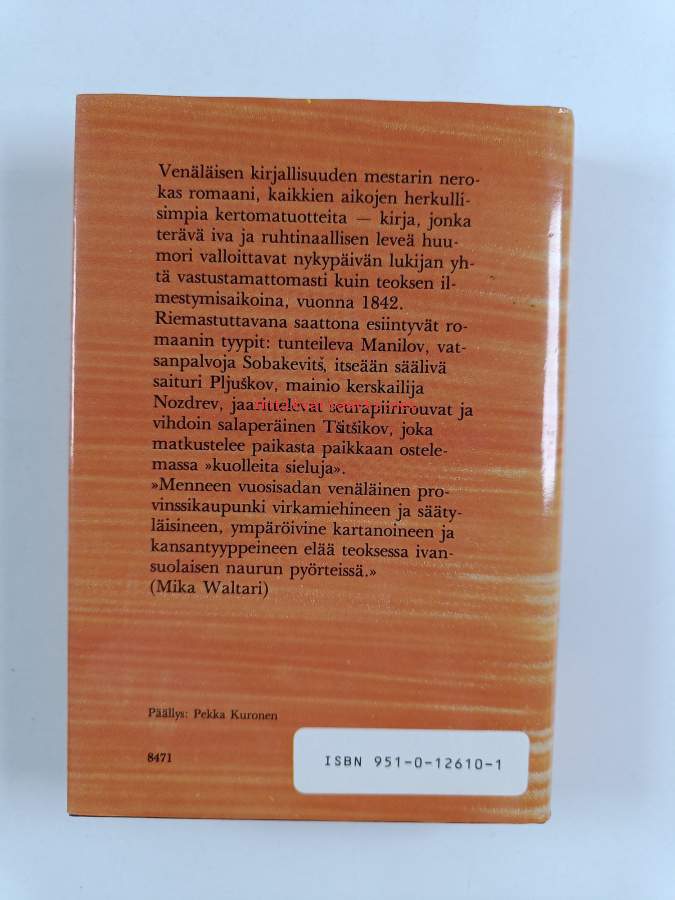 Venäläisen kirjallisuuden mestarin nero-
kas romaani, kaikkien aikojen herkulli-
simpia kertomatuotteita — kirja, jonka
terävä iva ja ruhtinaallisen leveä huu-
mori valloittavat nykypäivän lukijan yh-
tä vastustamattomasti kuin teoksen il-
mestymisaikoina, vuonna 1842.
Riemastuttavana saattona esiintyvät ro-
maanin tyypit: tunteileva Manilov, vat-
sanpalvoja Sobakevitš, itseään säälivä
saituri Pljuškov, mainio kerskailija
Nozdrev, jaarittelevat seurapiirirouvat ja
vihdoin salaperäinen Tšitšikov, joka
matkustelee paikasta paikkaan ostele-
massa »kuolleita sieluja».
»Menneen vuosisadan venäläinen pro-
vinssikaupunki virkamiehineen ja sääty-
läisineen, ympäröivine kartanoineen ja
kansantyyppeineen elää teoksessa ivan-
suolaisen naurun pyörteissä.»
(Mika Waltari)
Päällys: Pekka Kuronen
8471
ISBN 951-0-12610-1